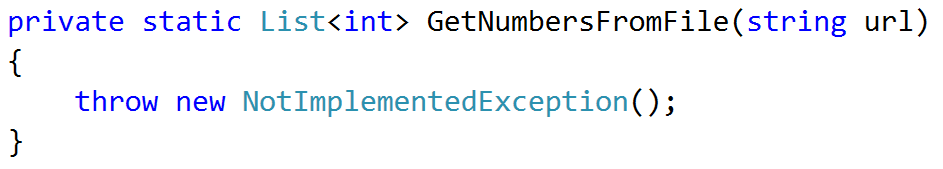 private static List<int> GetNumbersFromFile(string url)
{
    throw new NotImplementedException();
}